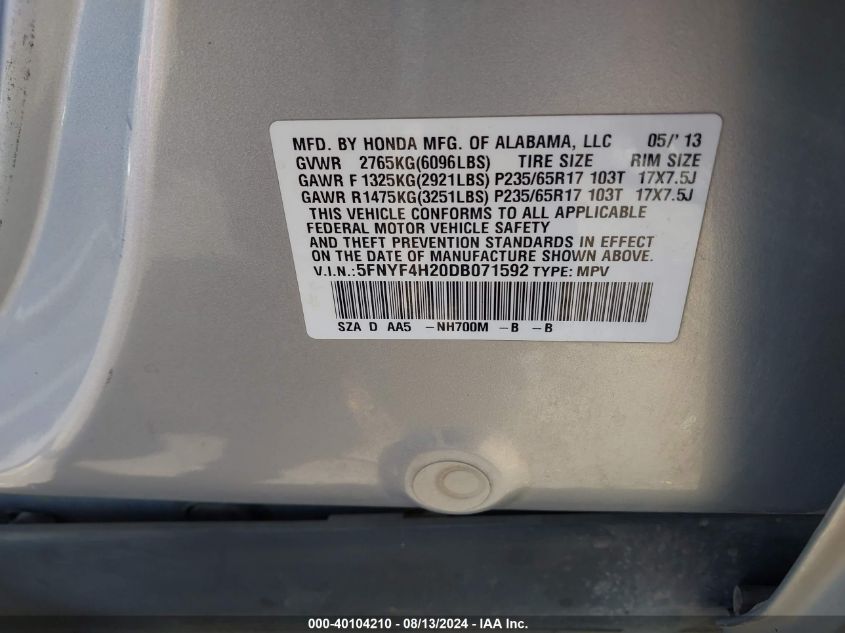 MFD. BY HONDA MFG. OF ALABAMA, LLC 05/' 13
GVWR 2765KG(6096LBS) TIRE SIZE RIM SIZE
GAWR F 1325KG(2921LBS) P235/65R17 103T 17X7.5J
GAWR R1475KG(3251LBS) P235/65R17 103T 17X7.5J
THIS VEHICLE CONFORMS TO ALL APPLICABLE
FEDERAL MOTOR VEHICLE SAFETY
AND THEFT PREVENTION STANDARDS IN EFFECT
ON THE DATE OF MANUFACTURE SHOWN ABOVE.
V.I.N.:5FNYF4H20DB071592 TYPE: MPV
SZA D AA5 -NH700M -B -B
000-40104210 - 08/13/2024 - IAA Inc.